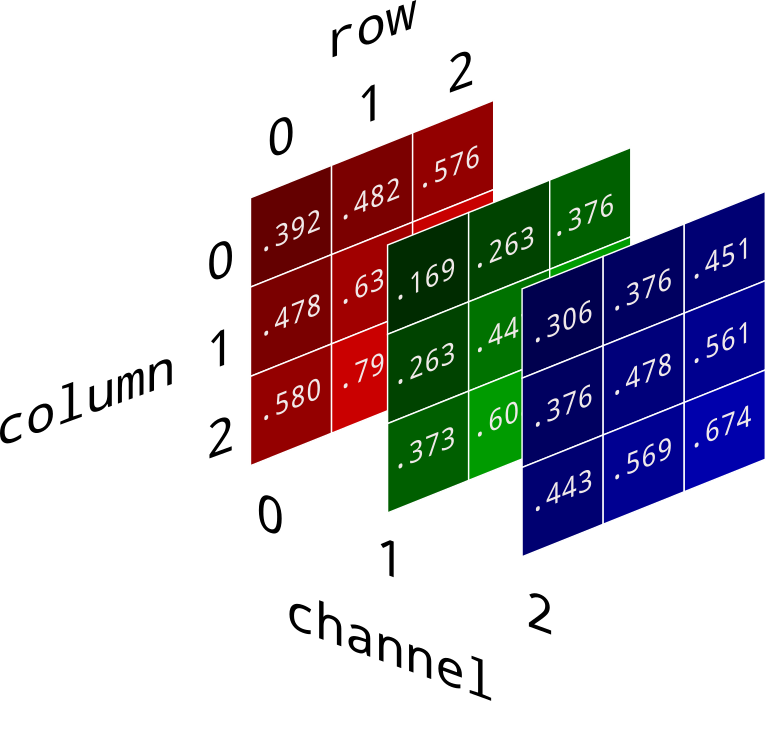 row
0 1 2
column
0
1
2
.392 .482 .576
.478 .63
.580 .79
.169 .263 .376
.263 .44
.373 .60
.306 .376 .451
.376 .478 .561
.443 .569 .674
0
1
2
channel